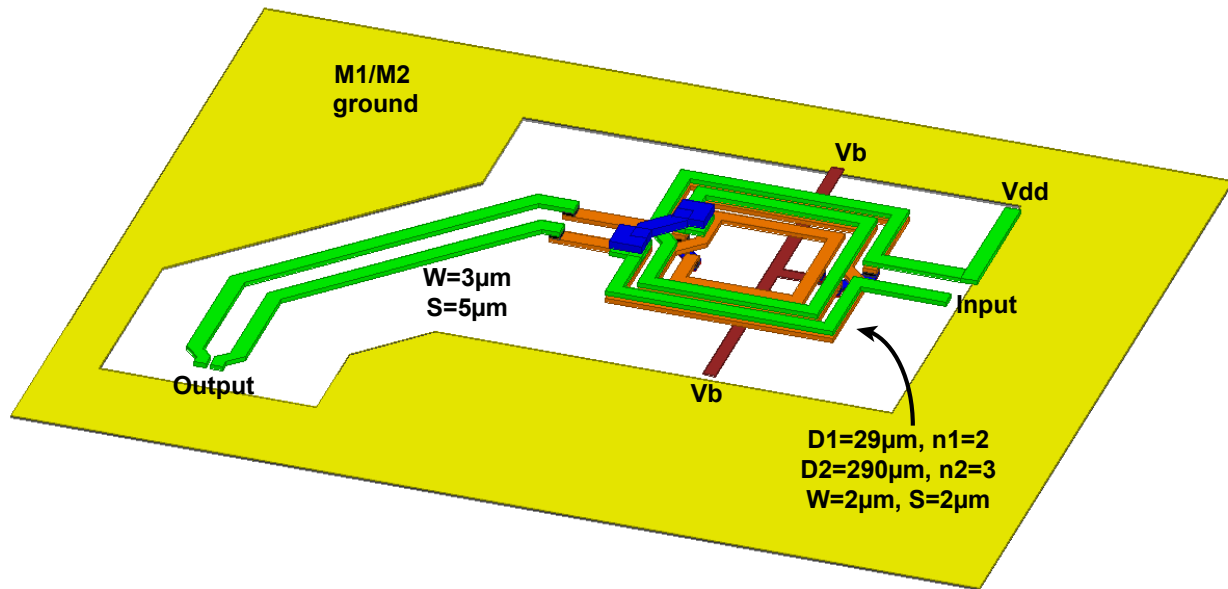 M1/M2
ground
Vb
Vdd
W=3µm
S=5µm
Input
Output
Vb
D1=29µm, n1=2
D2=290µm, n2=3
W=2µm, S=2µm